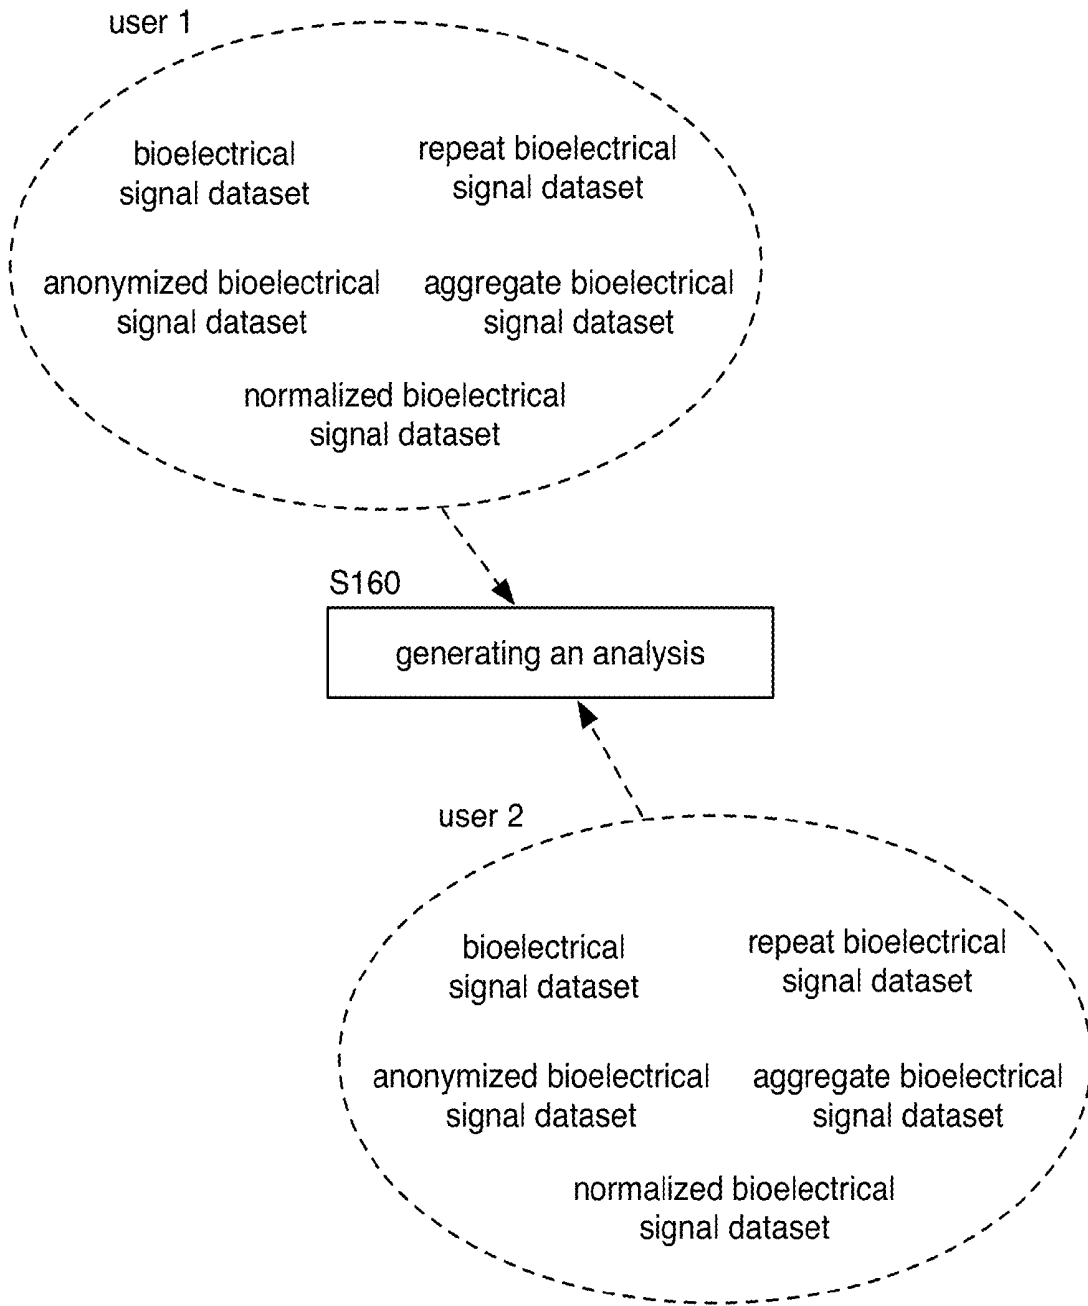 user 1
bioelectrical
signal dataset
repeat bioelectrical
signal dataset
anonymized bioelectrical
signal dataset
aggregate bioelectrical
signal dataset
normalized bioelectrical
signal dataset
S160
generating an analysis
user 2
bioelectrical
signal dataset
repeat bioelectrical
signal dataset
anonymized bioelectrical
signal dataset
aggregate bioelectrical
signal dataset
normalized bioelectrical
signal dataset